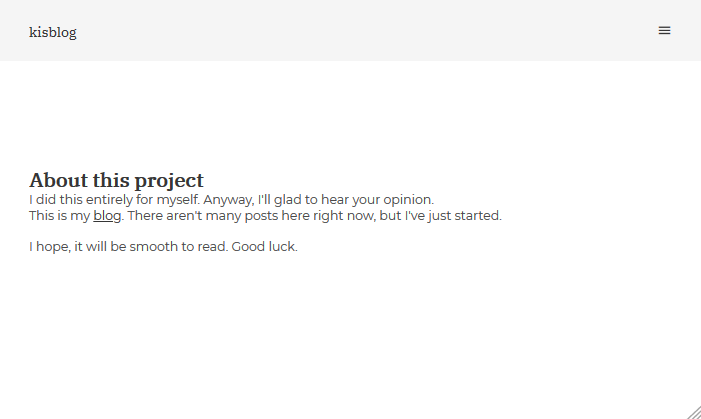 kisblog
About this project
I did this entirely for myself. Anyway, I'll glad to hear your opinion.
This is my blog. There aren't many posts here right now, but I've just started.
I hope, it will be smooth to read. Good luck.